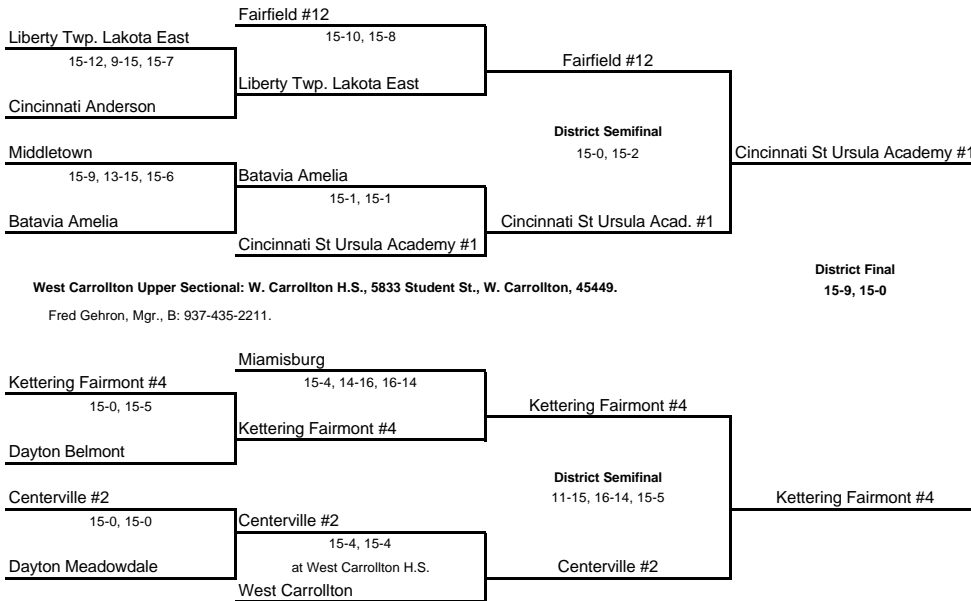 Fairfield #12
Liberty Twp. Lakota East
15-10, 15-8
15-12, 9-15, 15-7
Fairfield #12
Liberty Twp. Lakota East
Cincinnati Anderson
District Semifinal
Middletown
15-0, 15-2
Cincinnati St Ursula Academy #1
15-9, 13-15, 15-6
Batavia Amelia
15-1, 15-1
Batavia Amelia
Cincinnati St Ursula Acad. #1
Cincinnati St Ursula Academy #1
District Final
West Carrollton Upper Sectional: W. Carrollton H.S., 5833 Student St., W. Carrollton, 45449.
15-9, 15-0
Fred Gehron, Mgr., B: 937-435-2211.
Miamisburg
Kettering Fairmont #4
15-4, 14-16, 16-14
15-0, 15-5
Kettering Fairmont #4
Kettering Fairmont #4
Dayton Belmont
District Semifinal
Centerville #2
11-15, 16-14, 15-5
Kettering Fairmont #4
15-0, 15-0
Centerville #2
15-4, 15-4
Dayton Meadowdale
at West Carrollton H.S.
Centerville #2
West Carrollton